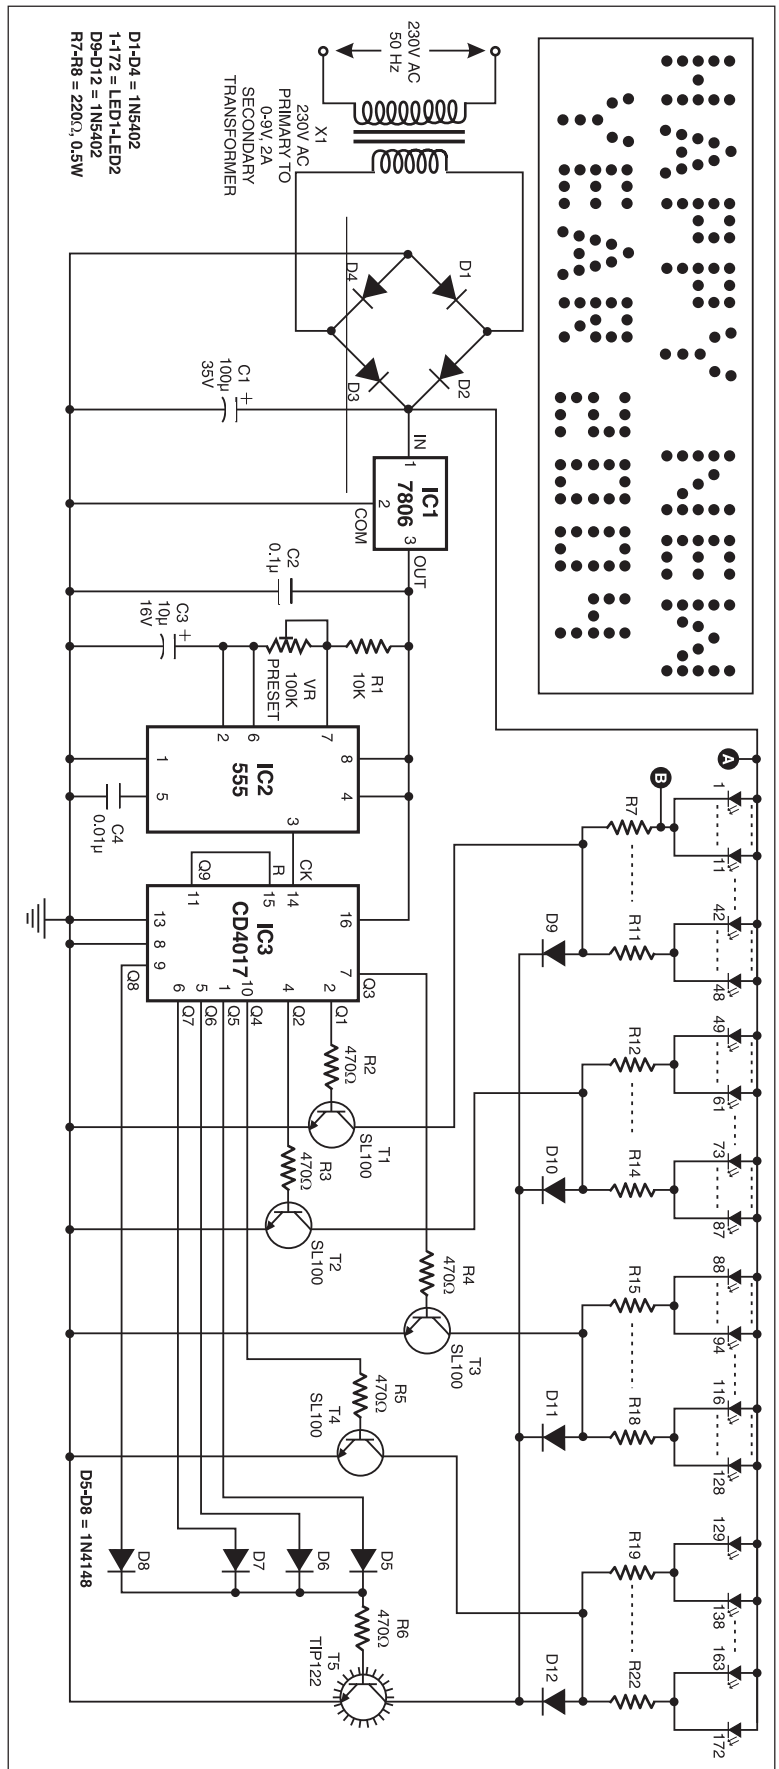 HAPPY NEW
YEAR 2004
A
B
1
11
42
48
49
61
73
87
88
94
116
128
129
138
163
172
R7
R11
R12
R14
R15
R18
R19
R22
D9
D10
D11
D12
230V AC
50 Hz
X1
230V AC
PRIMARY TO
0-9V, 2A
SECONDARY
TRANSFORMER
D1
D2
D3
D4
C1 +
100µ
35V
IN
1
IC1
7806
2
COM
3
OUT
C2
0.1µ
C3 +
10µ
16V
R1
10K
VR
100K
PRESET
7
6
2
8
4
IC2
555
3
1
5
C4
0.01µ
CK
R
Q9
14
15
11
16
IC3
CD4017
13
8
9
Q8
7
Q3
2
Q1
4
Q2
10
Q4
1
Q5
5
Q6
6
Q7
R2
470Ω
T1
SL100
R3
470Ω
T2
SL100
R4
470Ω
T3
SL100
R5
470Ω
T4
SL100
D5
D6
D7
D8
R6
470Ω
T5
TIP122
D1-D4 = 1N5402
1-172 = LED1-LED2
D9-D12 = 1N5402
R7-R8 = 220Ω, 0.5W
D5-D8 = 1N4148